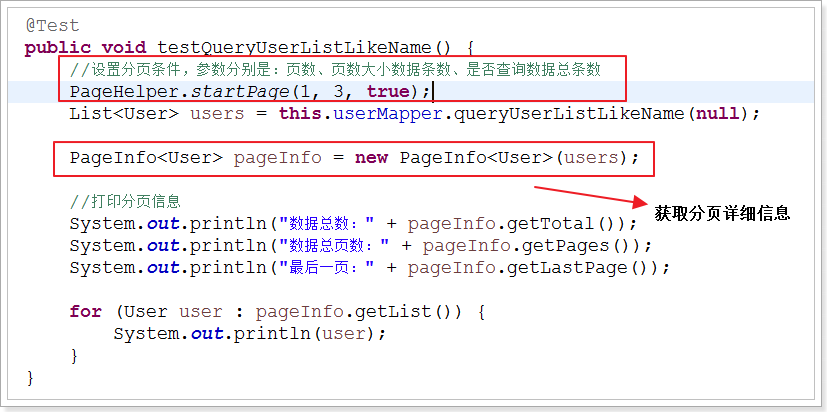 @Test
public void testQueryUserListLikeName() {
//设置分页条件，参数分别是：页数、页数大小数据条数、是否查询数据总条数
PageHelper.startPage(1, 3, true);
List<User> users = this.userMapper.queryUserListLikeName(null);
PageInfo<User> pageInfo = new PageInfo<User>(users);
//打印分页信息
System.out.println("数据总数：" + pageInfo.getTotal());
System.out.println("数据总页数：" + pageInfo.getPages());
System.out.println("最后一页：" + pageInfo.getLastPage());
获取分页详细信息
for (User user : pageInfo.getList()) {
System.out.println(user);
}
}